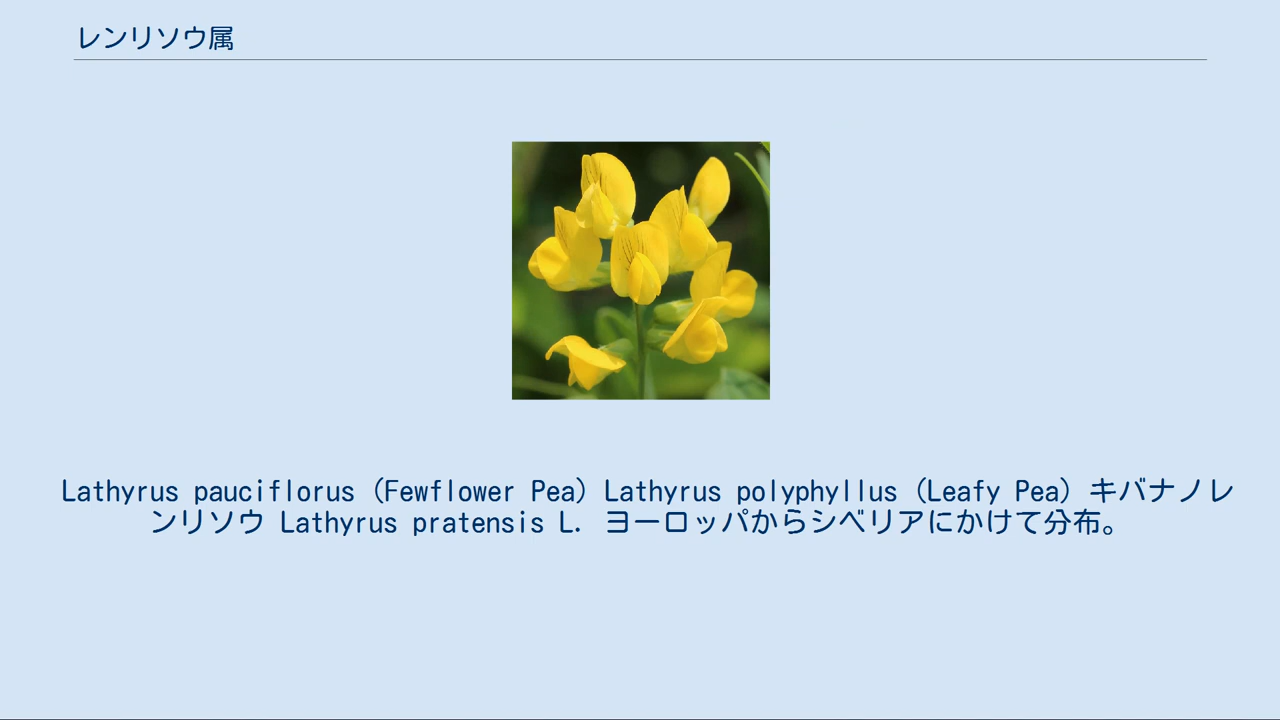 レンリソウ属
Lathyrus pauciflorus (Fewflower Pea) Lathyrus polyphyllus (Leafy Pea) キバナノレ
ンリソウ Lathyrus pratensis L. ヨーロッパからシベリアにかけて分布。